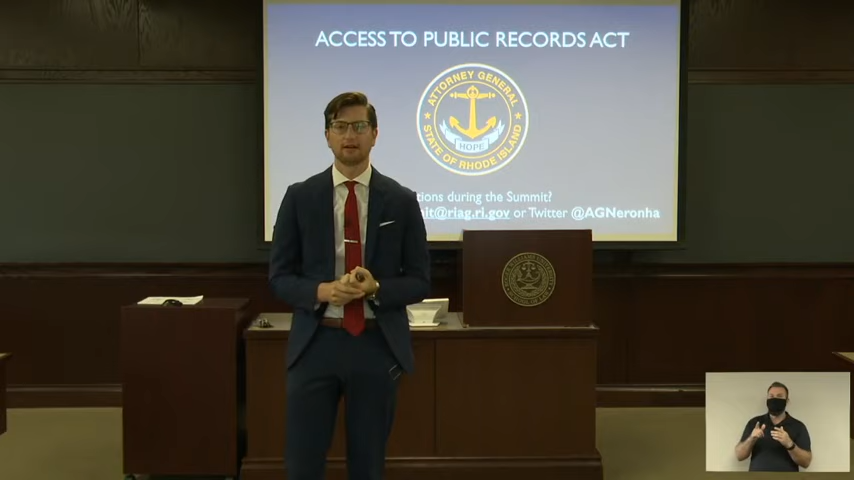 ACCESS TO PUBLIC RECORDS ACT
ATTORNEY GENERAL
HOPE
STATE OF RHODE ISLAND
tions during the Summit?
it@riag.ri.gov or Twitter @AGNeronha